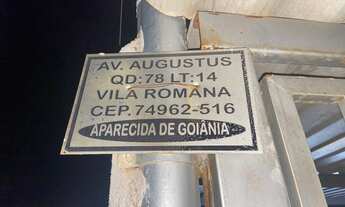 AV. AUGUSTUS
QD:78 LT:14
VILA ROMANA
CEP.74962-516
APARECIDA DE GOIÂNIA